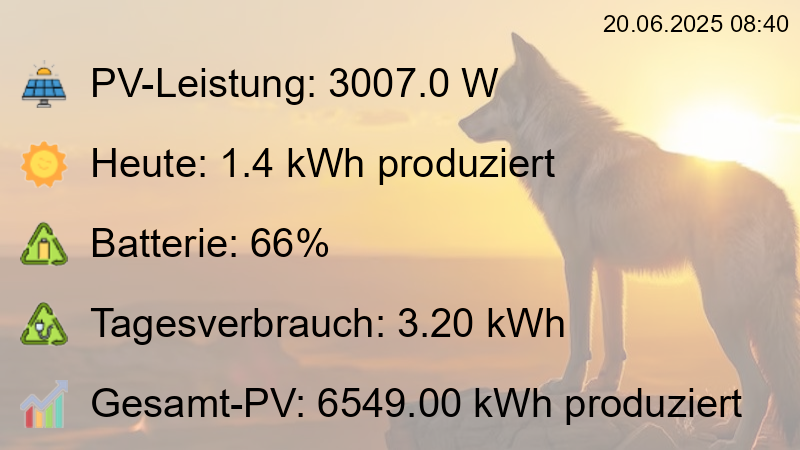 20.06.2025 08:40
PV-Leistung: 3007.0 W
Heute: 1.4 kWh produziert
Batterie: 66%
Tagesverbrauch: 3.20 kWh
Gesamt-PV: 6549.00 kWh produziert